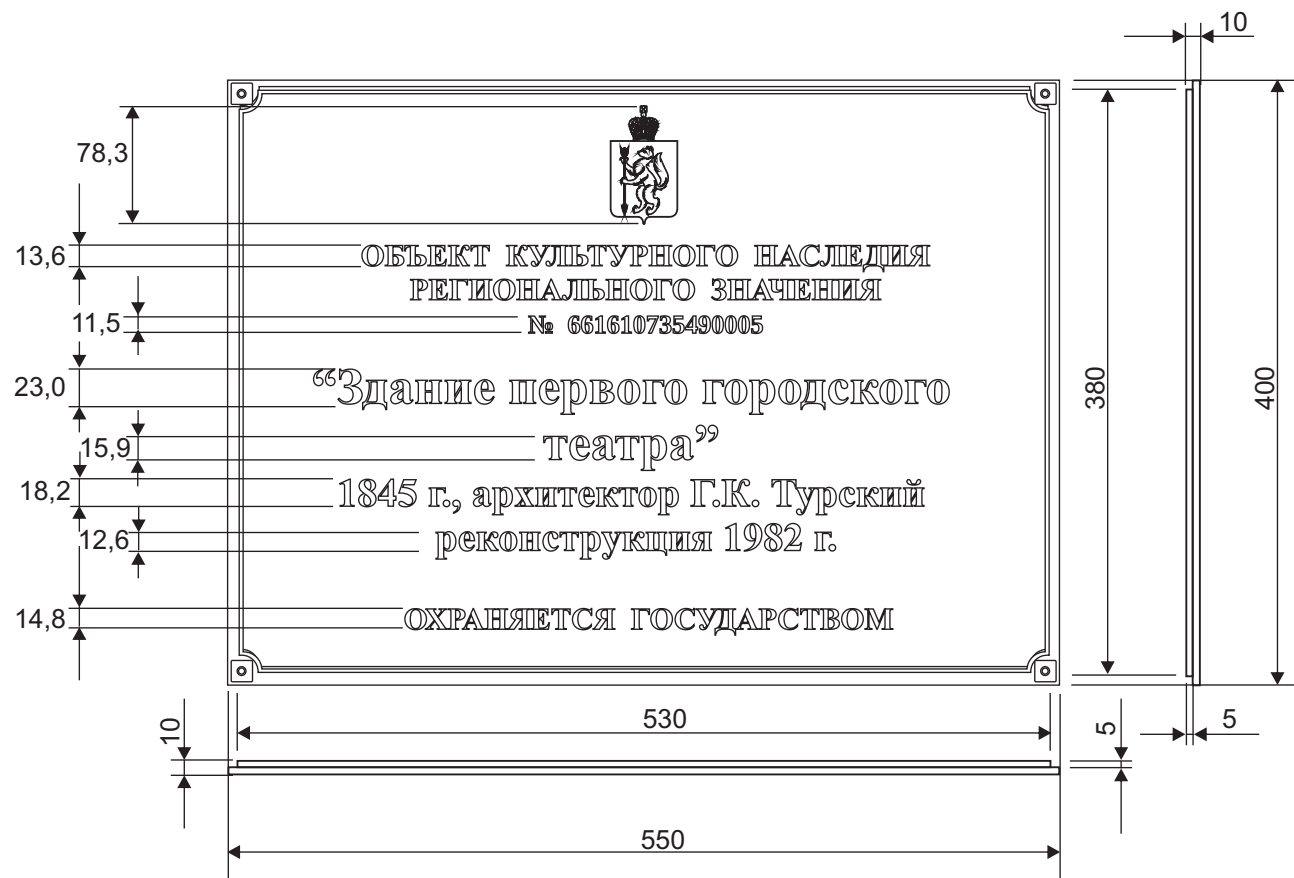 10
78,3
13,6
ОБЪЕКТ КУЛЬТУРНОГО НАСЛЕДИЯ
РЕГИОНАЛЬНОГО ЗНАЧЕНИЯ
11,5
№ 661610735490005
23,0
“Здание первого городского
380
400
15,9
театра”
18,2
1845 г., архитектор Г.К. Турский
12,6
реконструкция 1982 г.
14,8
ОХРАНЯЕТСЯ ГОСУДАРСТВОМ
10
530
5
5
550